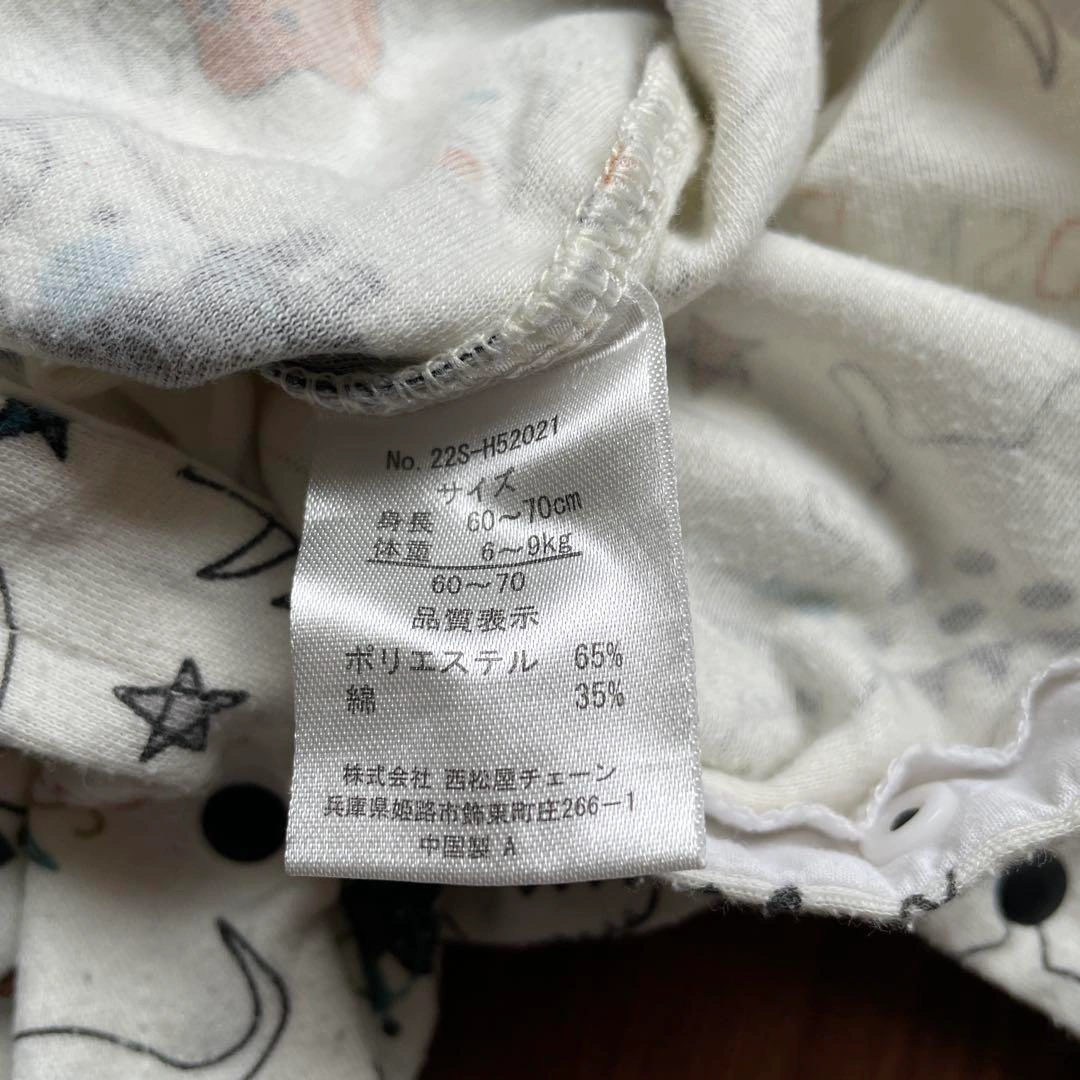 No. 22S-H52021
サイズ
身長 60〜70cm
体重 6〜9kg
60〜70
品質表示
ポリエステル 65%
綿 35%
株式会社 西松屋チェーン
兵庫県姫路市飾東町庄266-1
中国製 A